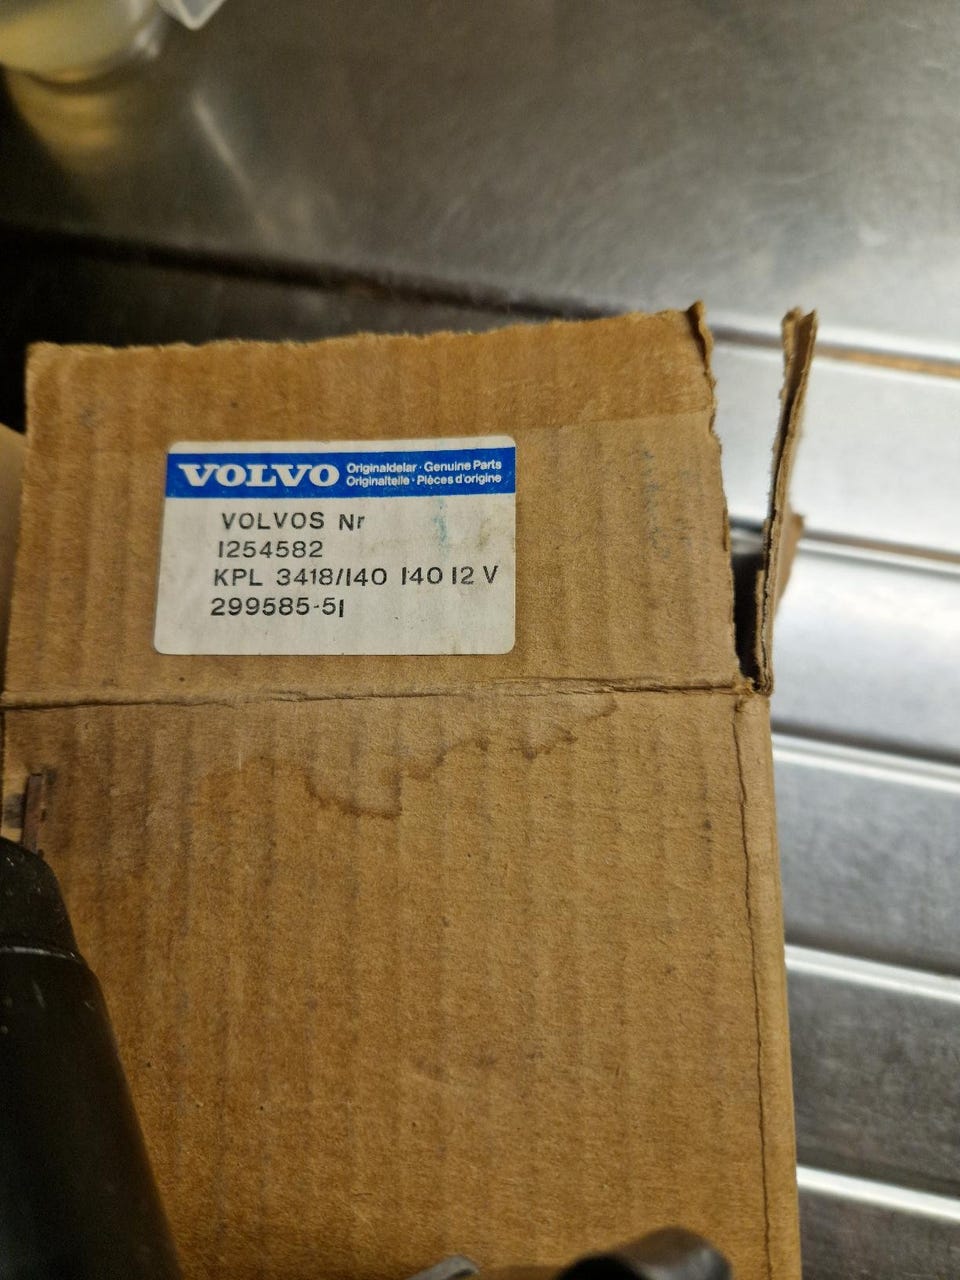 VOLVO Originaldelar · Genuine Parts
Originalteile · Pièces d'origine
VOLVOS Nr
1254582
KPL 3418/140 140 12 V
299585-51